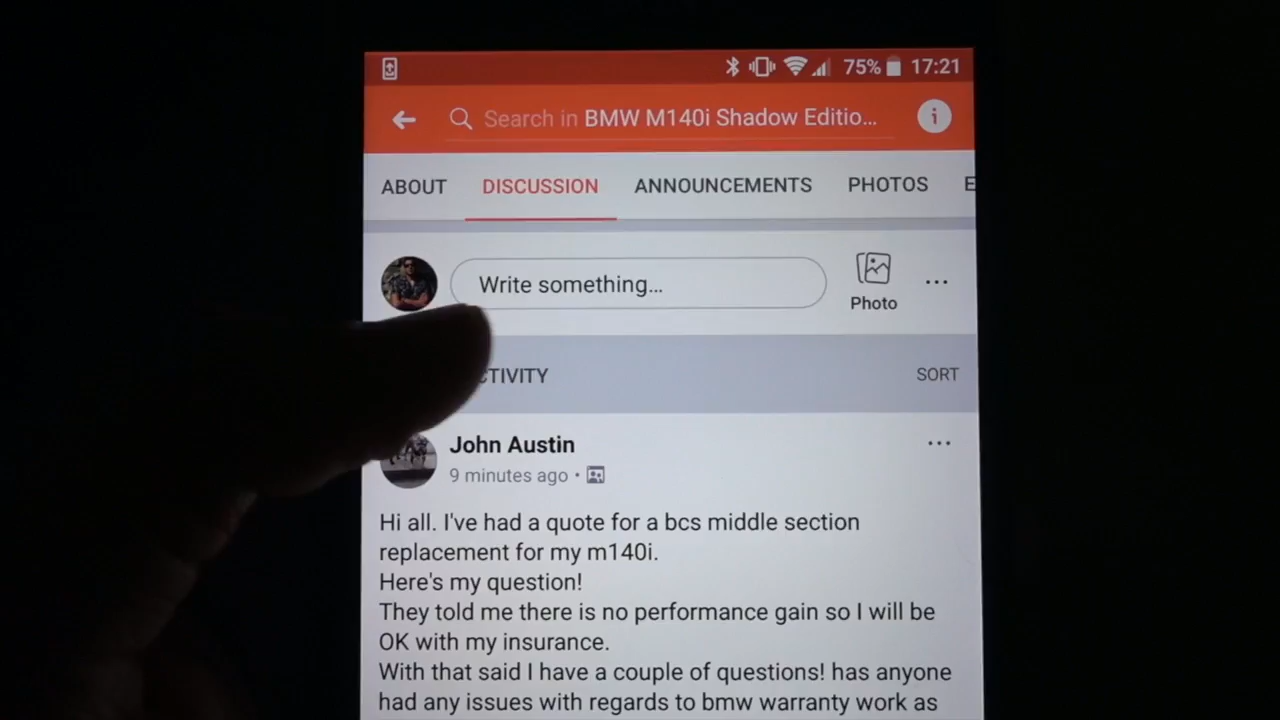 75% 17:21
Search in BMW M140i Shadow Editio...
ABOUT DISCUSSION ANNOUNCEMENTS PHOTOS
Write something...
Photo
SORT
John Austin
9 minutes ago •
Hi all. I've had a quote for a bcs middle section
replacement for my m140i.
Here's my question!
They told me there is no performance gain so I will be
OK with my insurance.
With that said I have a couple of questions! has anyone
had any issues with regards to bmw warranty work as